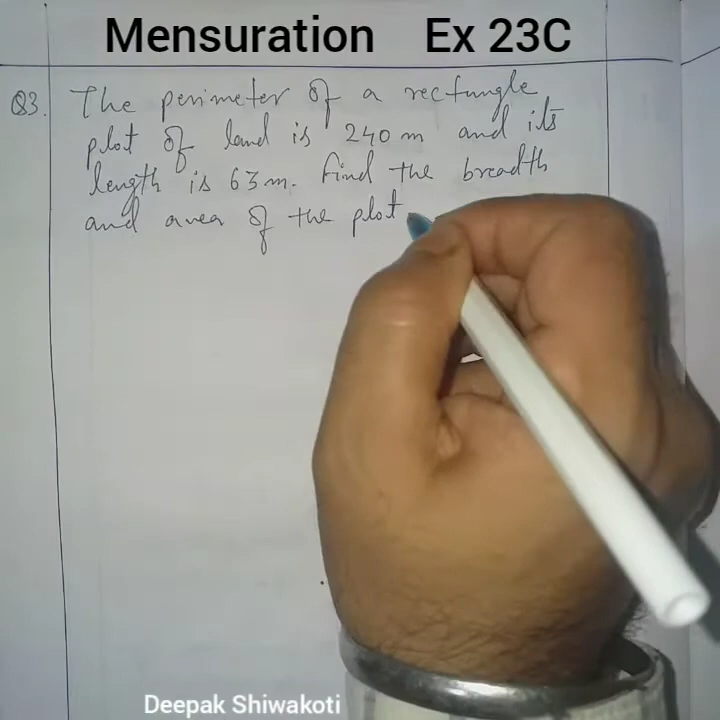 Mensuration Ex 23C
Q3. The perimeter of a rectangle
plot of land is 240 m and its
length is 63 m. Find the breadth
and area of the plot
Deepak Shiwakoti